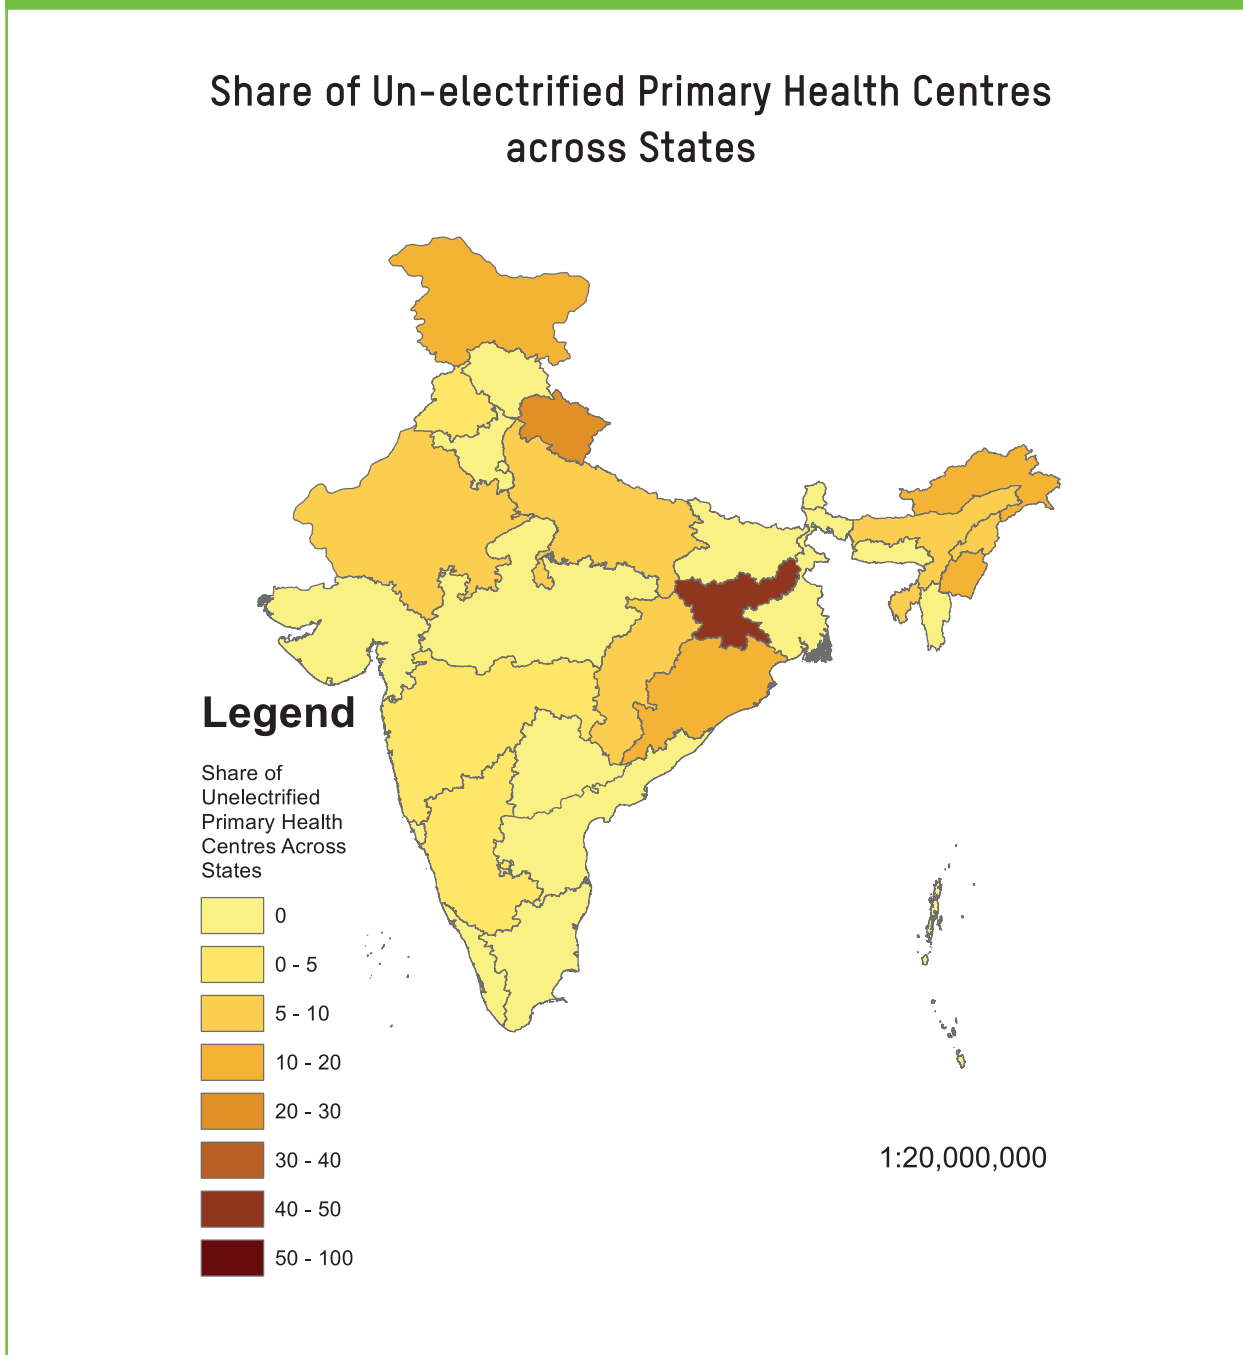 Share of Un-electrified Primary Health Centres
across States
Legend
Share of
Unelectrified
Primary Health
Centres Across
States
0
0 - 5
5 - 10
10 - 20
20 - 30
30 - 40
40 - 50
50 - 100
1:20,000,000